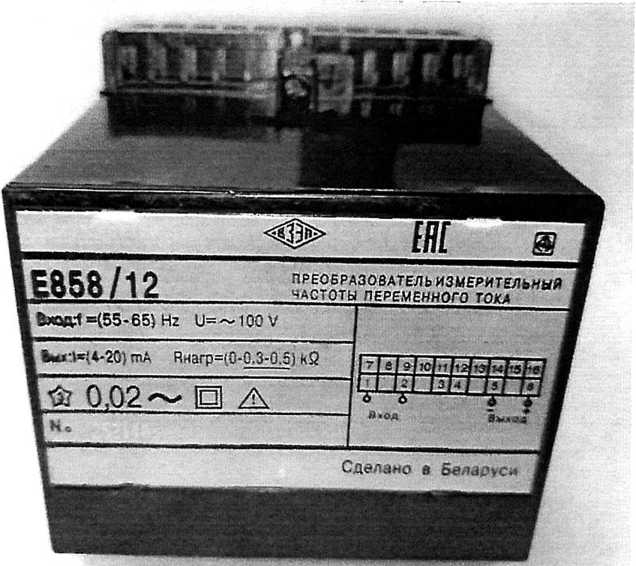 ВЗЭП
ЕАС
E858/12
ПРЕОБРАЗОВАТЕЛЬ ИЗМЕРИТЕЛЬНЫЙ
ЧАСТОТЫ ПЕРЕМЕННОГО ТОКА
Вход:f=(55-65) Hz U=~100 V
Вых:I=(4-20) mA Rнагр=(0-0,3-0,5) kΩ
0,02 ~
N.о
7 8 9 10 11 12 13 14 15 16
1 2 3 4 5 6
Вход
− +
Выход
Сделано в Беларуси